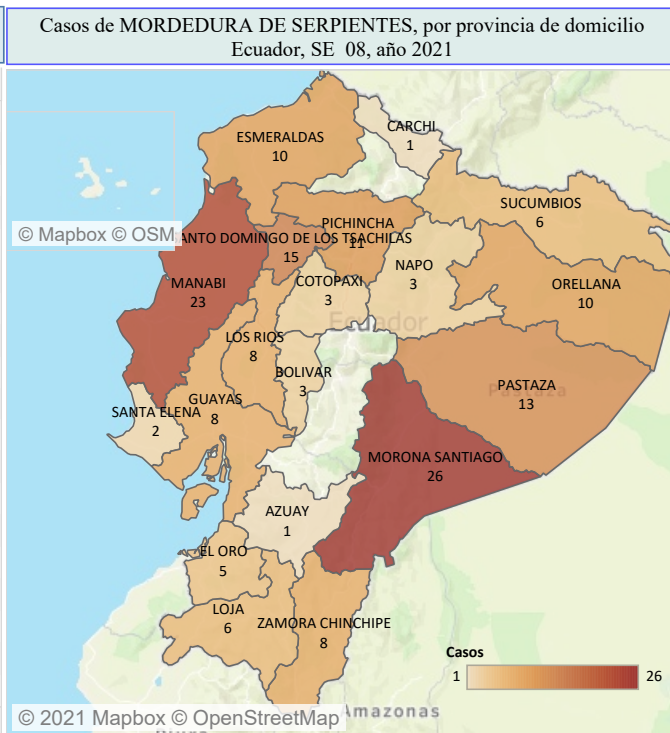 Casos de MORDEDURA DE SERPIENTES, por provincia de domicilio
Ecuador, SE 08, año 2021
CARCHI
1
ESMERALDAS
10
SUCUMBIOS
6
© Mapbox © OSM
PICHINCHA
11
ANTO DOMINGO DE LOS TSACHILAS
15
NAPO
3
COTOPAXI
3
MANABI
23
ORELLANA
10
Ecuador
LOS RIOS
8
BOLIVAR
3
PASTAZA
Pastaza
13
GUAYAS
8
SANTA ELENA
2
MORONA SANTIAGO
26
AZUAY
1
EL ORO
5
LOJA
6
ZAMORA CHINCHIPE
8
Casos
1 26
© 2021 Mapbox © OpenStreetMap
Amazonas